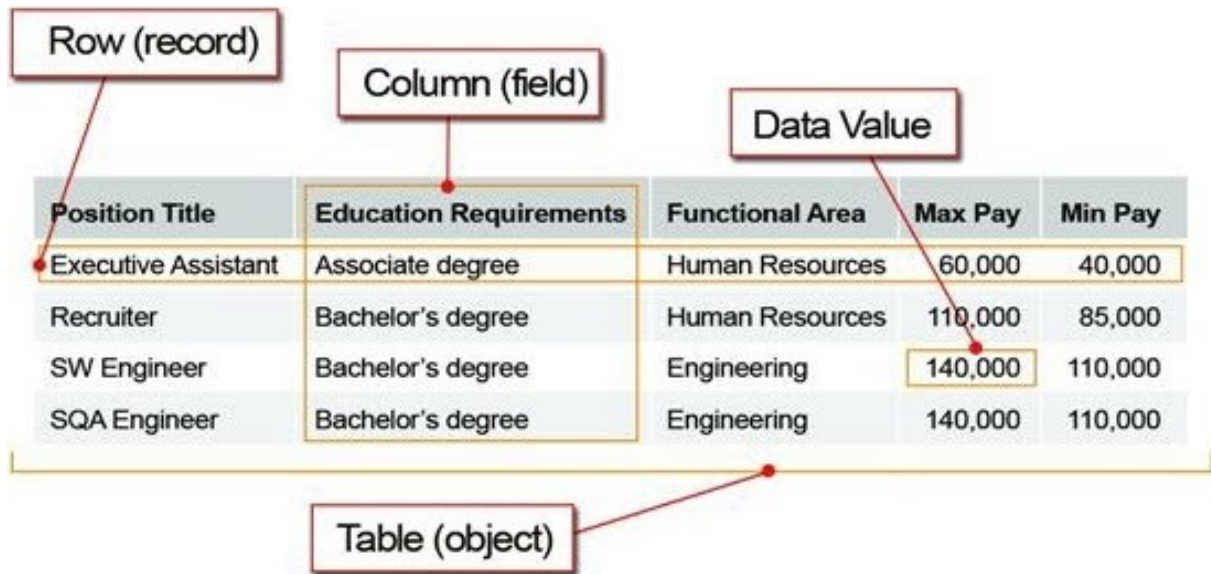 Row (record)
Column (field)
Data Value
Position Title Education Requirements Functional Area Max Pay Min Pay
Executive Assistant Associate degree Human Resources 60,000 40,000
Recruiter Bachelor’s degree Human Resources 110,000 85,000
SW Engineer Bachelor’s degree Engineering 140,000 110,000
SQA Engineer Bachelor’s degree Engineering 140,000 110,000
Table (object)